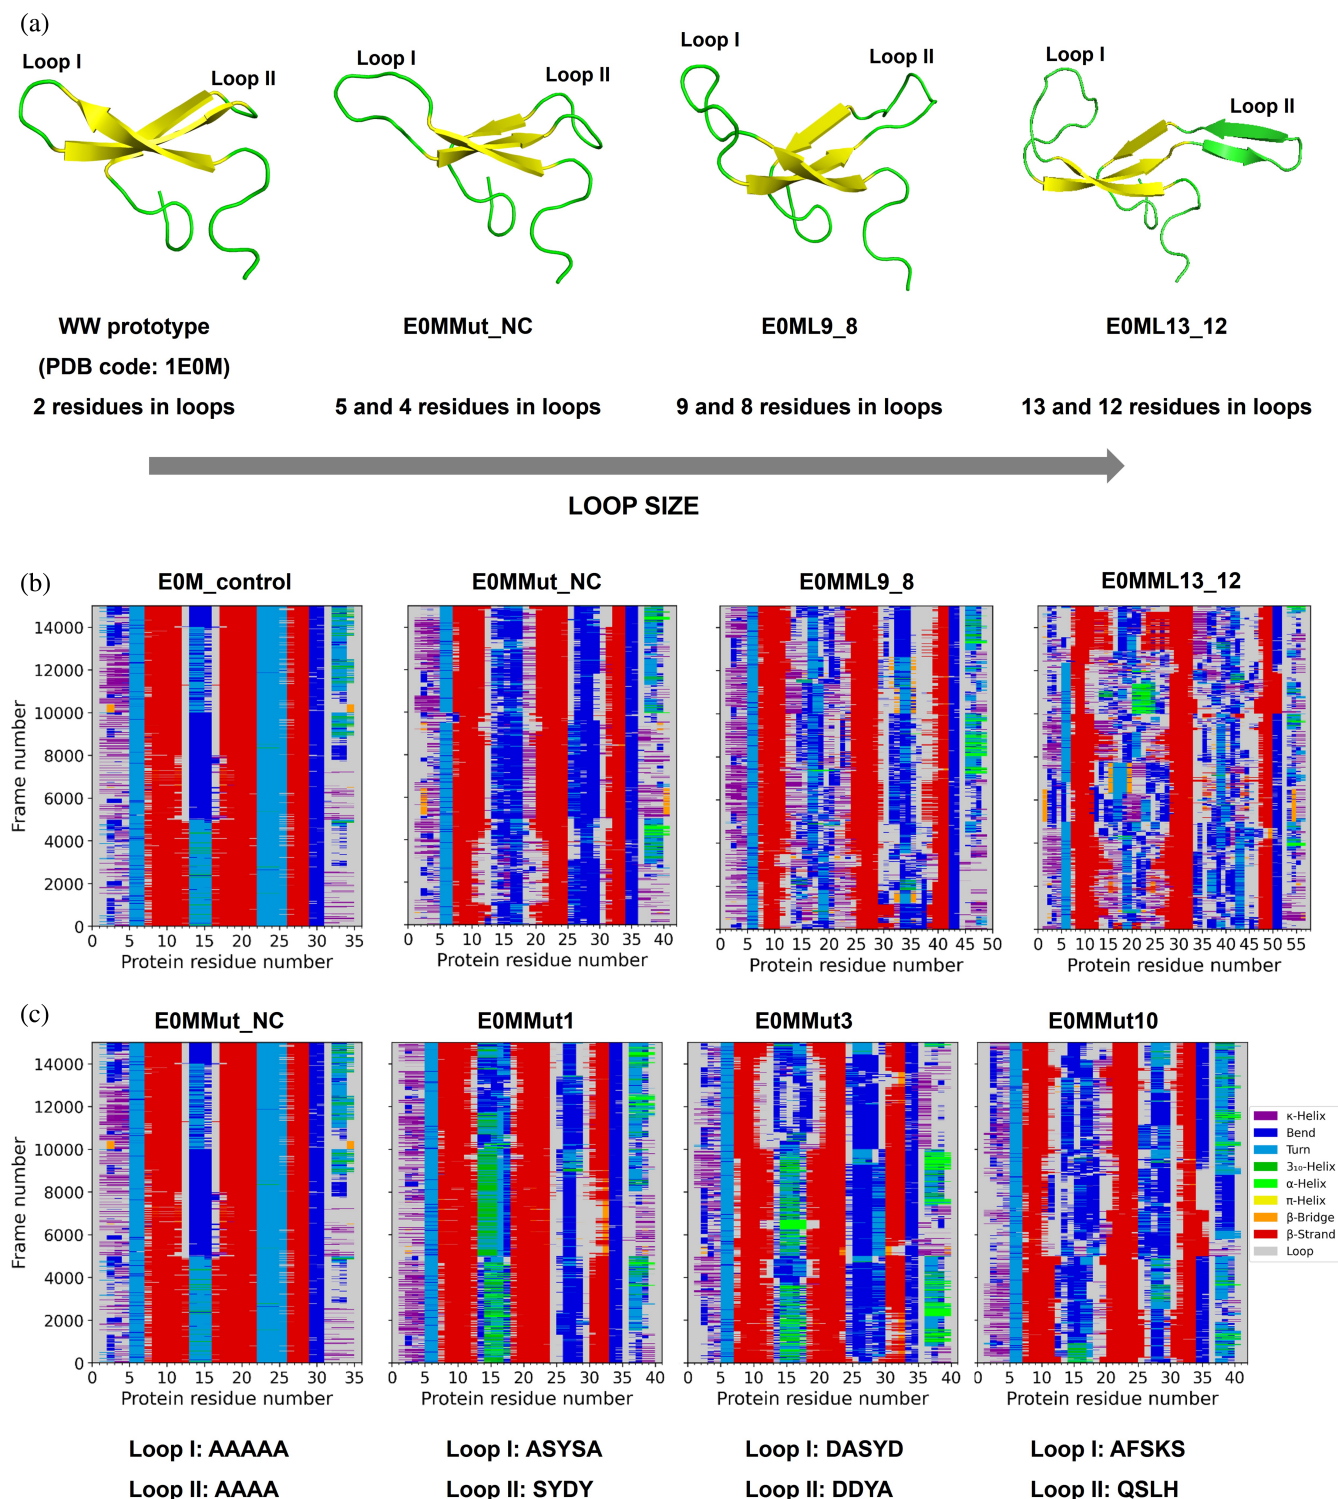 (a)
Loop I
Loop II
Loop I
Loop II
Loop I
Loop II
Loop I
Loop II
WW prototype
(PDB code: 1E0M)
2 residues in loops
E0MMut_NC
5 and 4 residues in loops
E0ML9_8
9 and 8 residues in loops
E0ML13_12
13 and 12 residues in loops
LOOP SIZE
(b)
E0M_control
E0MMut_NC
E0MML9_8
E0MML13_12
Frame number
14000
12000
10000
8000
6000
4000
2000
0
0 5 10 15 20 25 30 35
0 5 10 15 20 25 30 35 40
0 5 10 15 20 25 30 35 40 45 50
0 5 10 15 20 25 30 35 40 45 50 55
Protein residue number
Protein residue number
Protein residue number
Protein residue number
(c)
E0MMut_NC
E0MMut1
E0MMut3
E0MMut10
Frame number
14000
12000
10000
8000
6000
4000
2000
0
0 5 10 15 20 25 30 35
0 5 10 15 20 25 30 35 40
0 5 10 15 20 25 30 35 40
0 5 10 15 20 25 30 35 40
Protein residue number
Protein residue number
Protein residue number
Protein residue number
κ-Helix
Bend
Turn
3₁₀-Helix
α-Helix
π-Helix
β-Bridge
β-Strand
Loop
Loop I: AAAAA
Loop II: AAAA
Loop I: ASYSA
Loop II: SYDY
Loop I: DASYD
Loop II: DDYA
Loop I: AFSKS
Loop II: QSLH